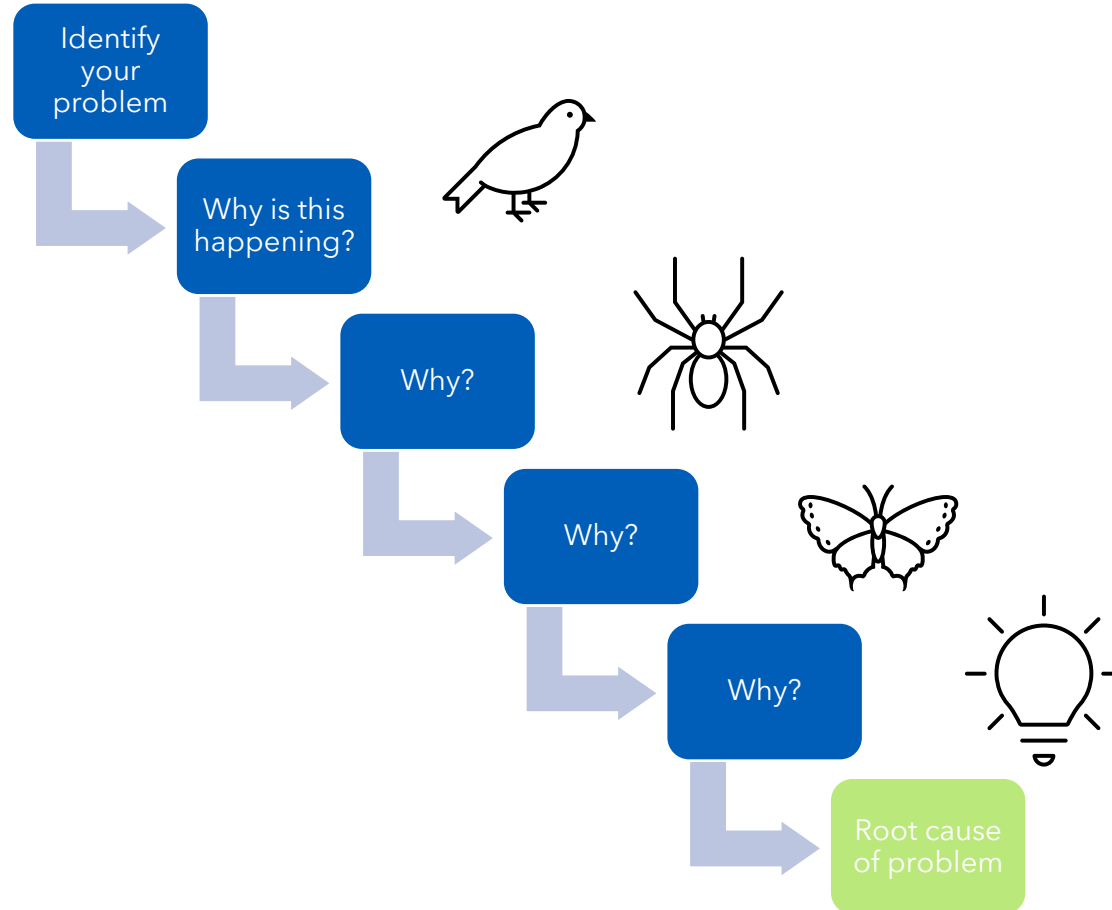 Identify
your
problem
Why is this
happening?
Why?
Why?
Why?
Root cause
of problem